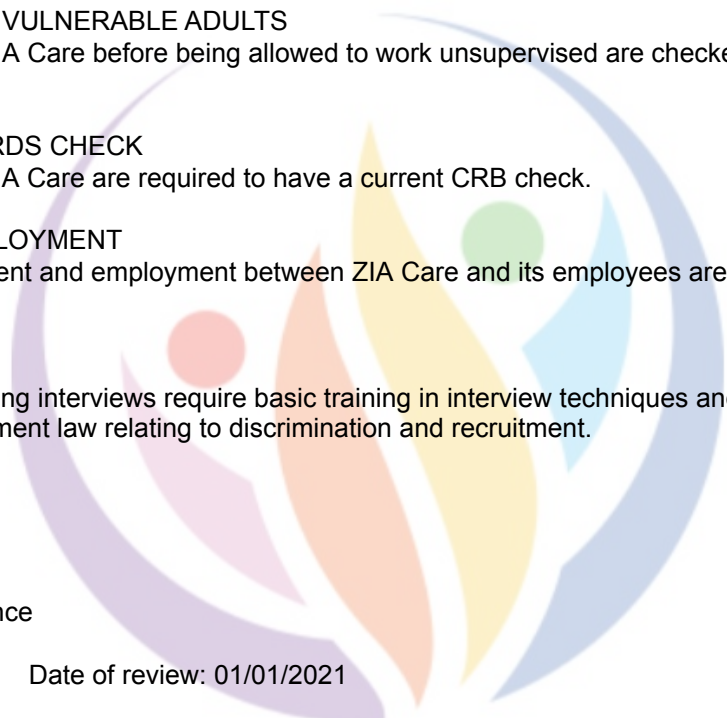 VULNERABLE ADULTS
A Care before being allowed to work unsupervised are checke
RDS CHECK
A Care are required to have a current CRB check.
LOYMENT
ent and employment between ZIA Care and its employees are
ng interviews require basic training in interview techniques an
ment law relating to discrimination and recruitment.
nce
Date of review: 01/01/2021